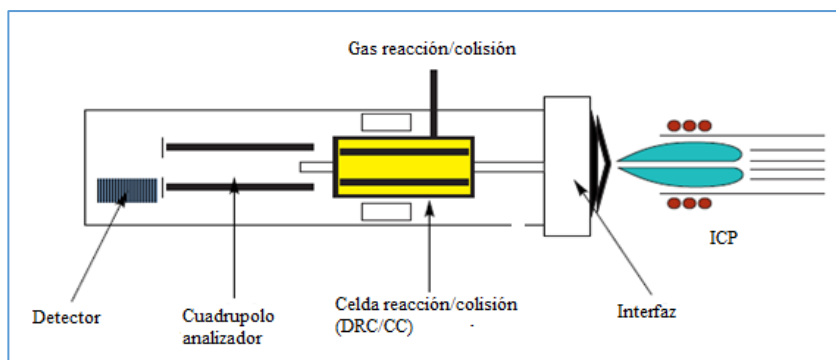 Gas reacción/colisión
ICP
Detector
Cuadrupolo
analizador
Celda reacción/colisión
(DRC/CC)
Interfaz